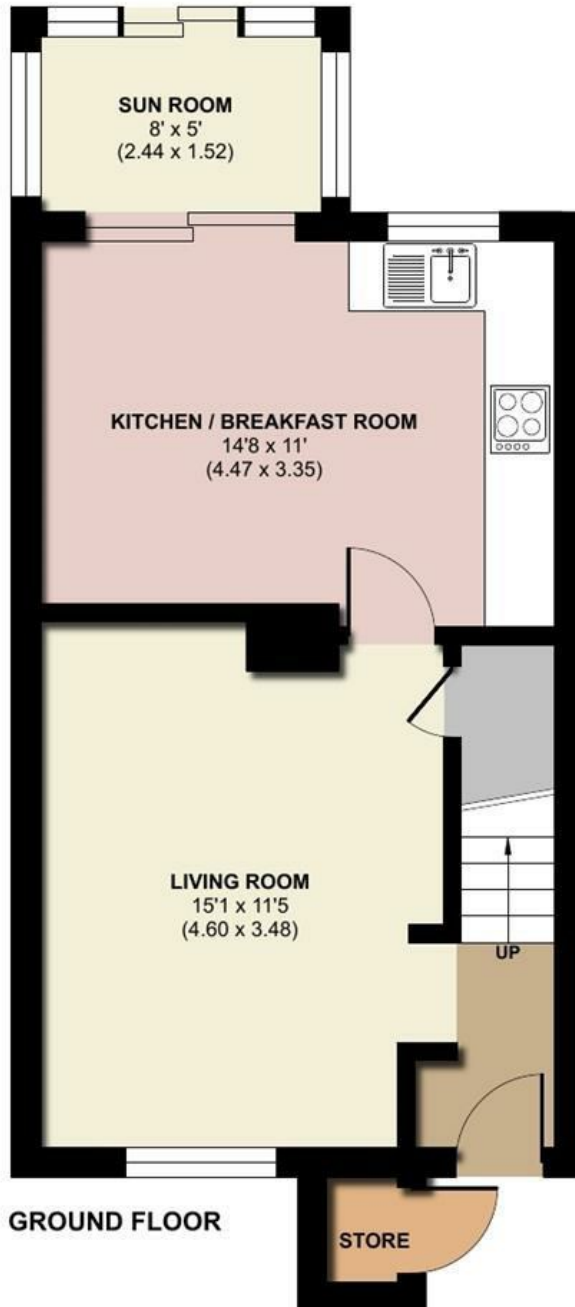 SUN ROOM
8' x 5'
(2.44 x 1.52)
KITCHEN / BREAKFAST ROOM
14'8 x 11'
(4.47 x 3.35)
LIVING ROOM
15'1 x 11'5
(4.60 x 3.48)
UP
GROUND FLOOR
STORE